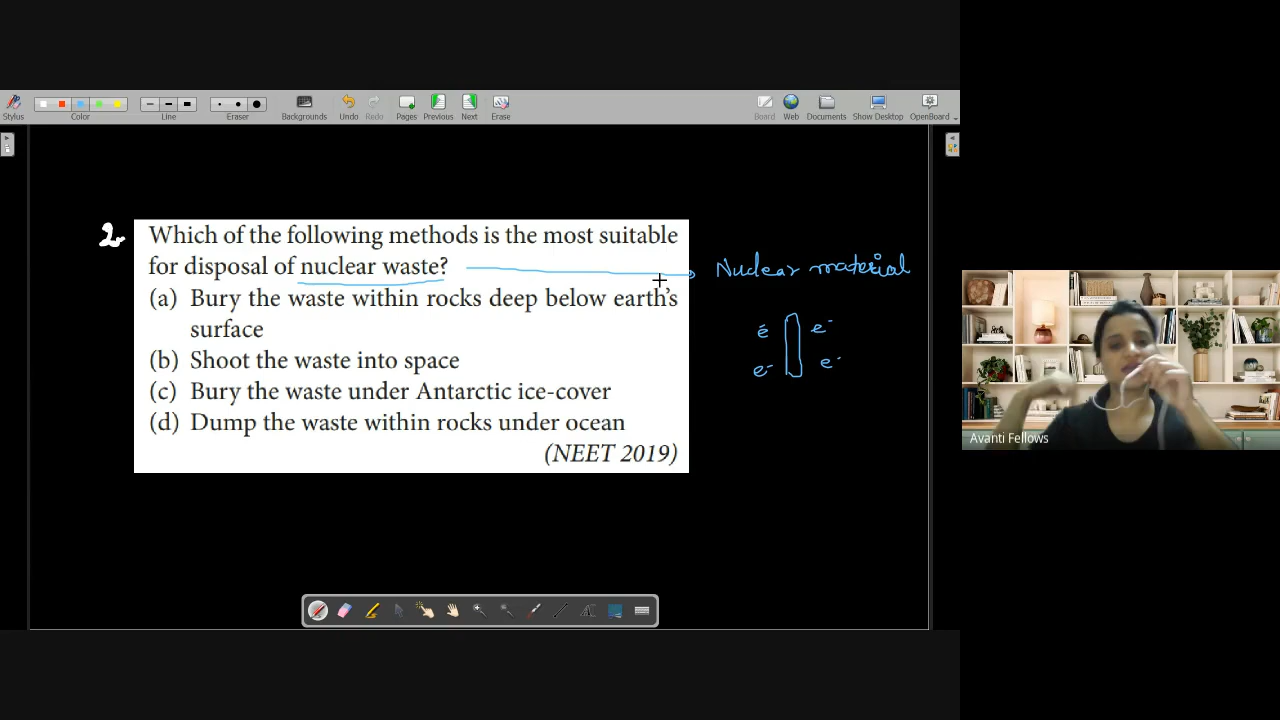 Stylus
Color
Line
Eraser
Backgrounds
Undo
Redo
Pages
Previous
Next
Erase
Board
Web
Documents
Show Desktop
OpenBoard
2.
Which of the following methods is the most suitable
for disposal of nuclear waste?
(a) Bury the waste within rocks deep below earth's
surface
(b) Shoot the waste into space
(c) Bury the waste under Antarctic ice-cover
(d) Dump the waste within rocks under ocean
(NEET 2019)
Nuclear material
e⁻ e⁻
e⁻ e⁻
Avanti Fellows